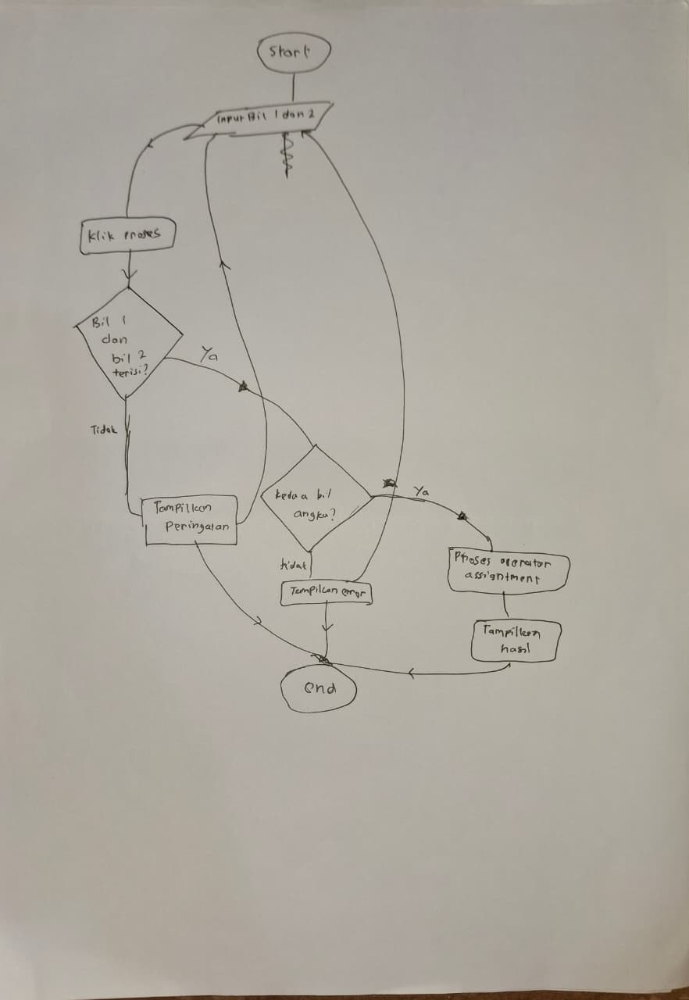 Start
Input Bil 1 dan 2
Klik Proses
Bil 1
dan
bil 2
terisi?
Ya
Tidak
Tampilkan
Peringatan
kedua bil
angka?
Ya
tidak
Tampilkan error
Proses operator
assigntment
Tampilkan
hasil
end